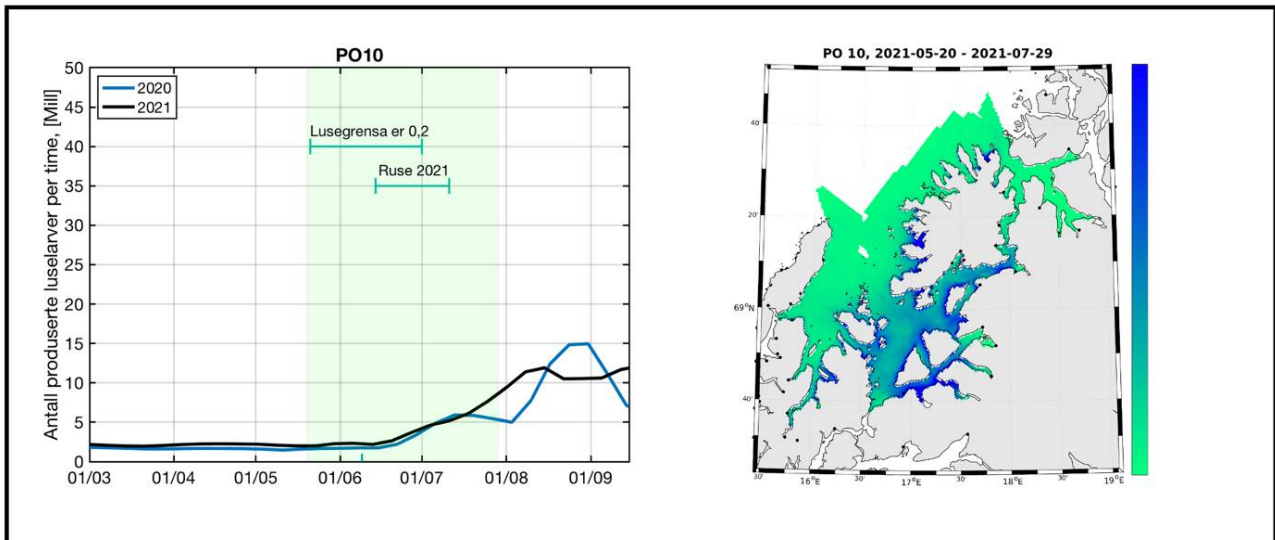 PO10
Antall produserte luselarver per time, [Mill]
50
45
40
35
30
25
20
15
10
5
0
2020
2021
Lusegrensa er 0,2
Ruse 2021
01/03 01/04 01/05 01/06 01/07 01/08 01/09
PO 10, 2021-05-20 - 2021-07-29
40'
20'
69°N
40'
30' 16°E 30' 17°E 30' 18°E 30' 19°E